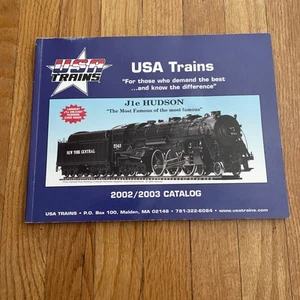 USA
TRAINS
USA Trains
"For those who demand the best
...and know the difference"
J1e HUDSON
"The Most Famous of the most famous"
NEW YORK CENTRAL
2002/2003 CATALOG
USA TRAINS • P.O. Box 100, Malden, MA 02148 • 781-322-6084 • www.usatrains.com